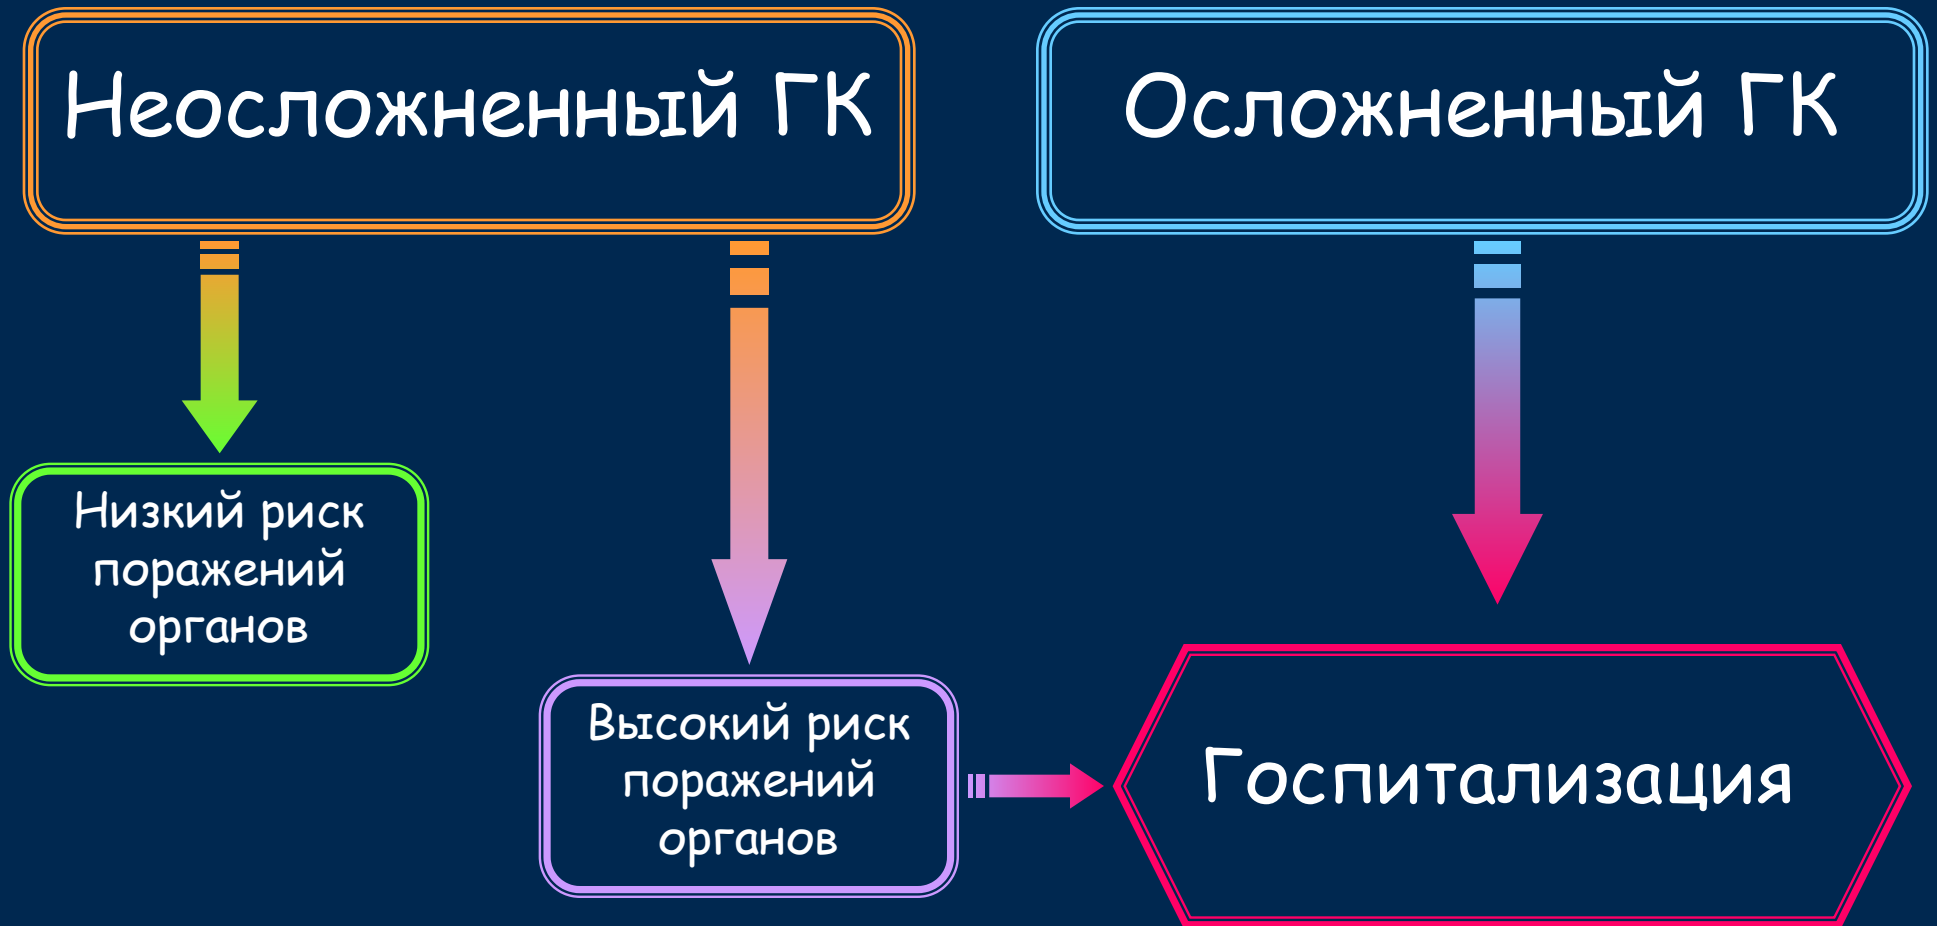 Неосложненный ГК
Осложненный ГК
Низкий риск
поражений
органов
Высокий риск
поражений
органов
Госпитализация